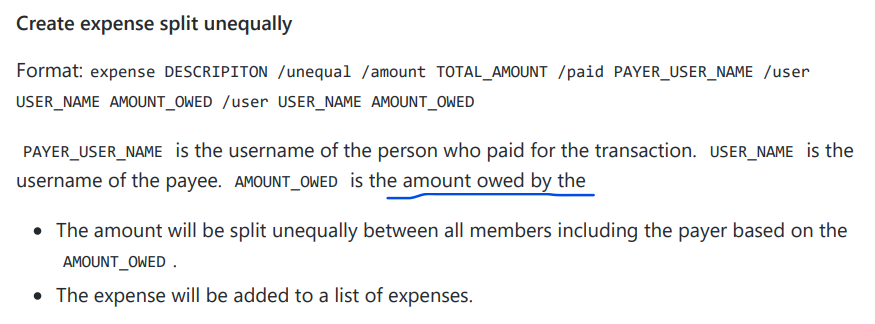 Create expense split unequally
Format: expense DESCRIPITON /unequal /amount TOTAL_AMOUNT /paid PAYER_USER_NAME /user
USER_NAME AMOUNT_OWED /user USER_NAME AMOUNT_OWED
PAYER_USER_NAME is the username of the person who paid for the transaction. USER_NAME is the
username of the payee. AMOUNT_OWED is the amount owed by the
• The amount will be split unequally between all members including the payer based on the
AMOUNT_OWED .
• The expense will be added to a list of expenses.